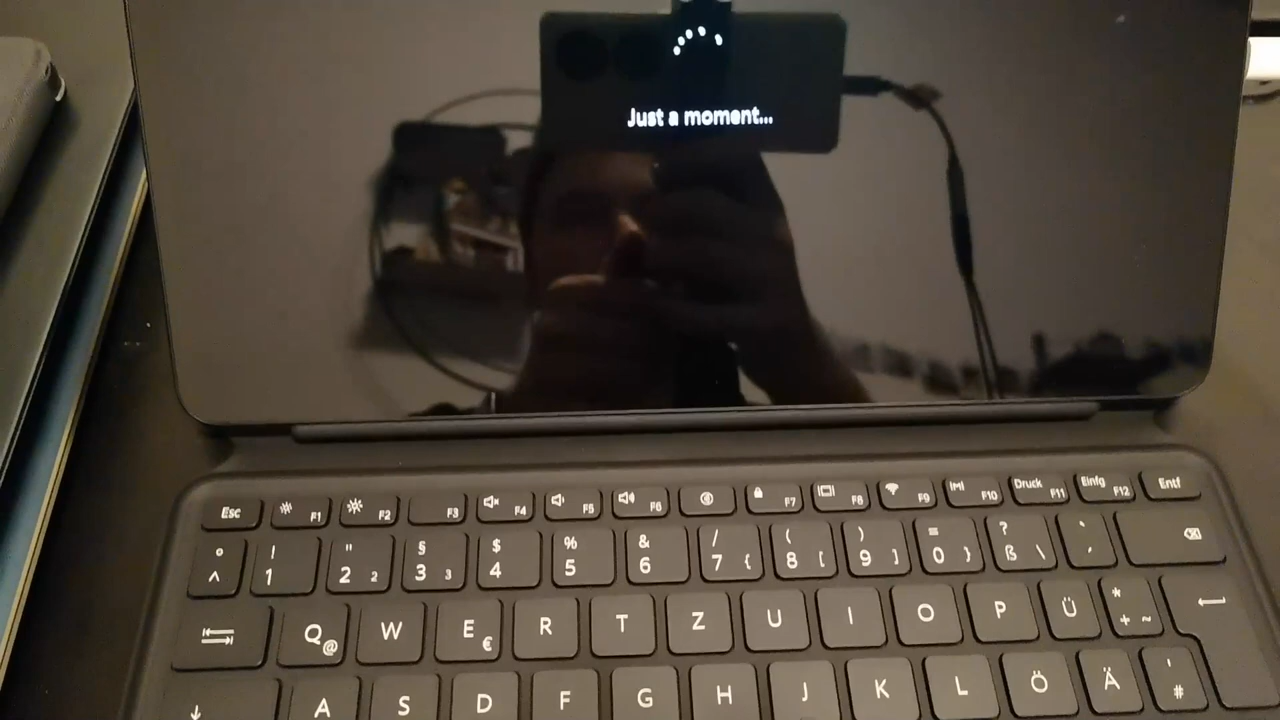 Just a moment...
Esc F1 F2 F3 F4 F5 F6 F7 F8 F9 F10 Druck F11 Einfg F12 Entf
° ! " § $ % & / ( ) = ? `
^ 1 2 2 3 3 4 5 6 7 { 8 [ 9 ] 0 } ß \ ´
Q @ W E € R T Z U I O P Ü * + ~
A S D F G H J K L Ö Ä ' #